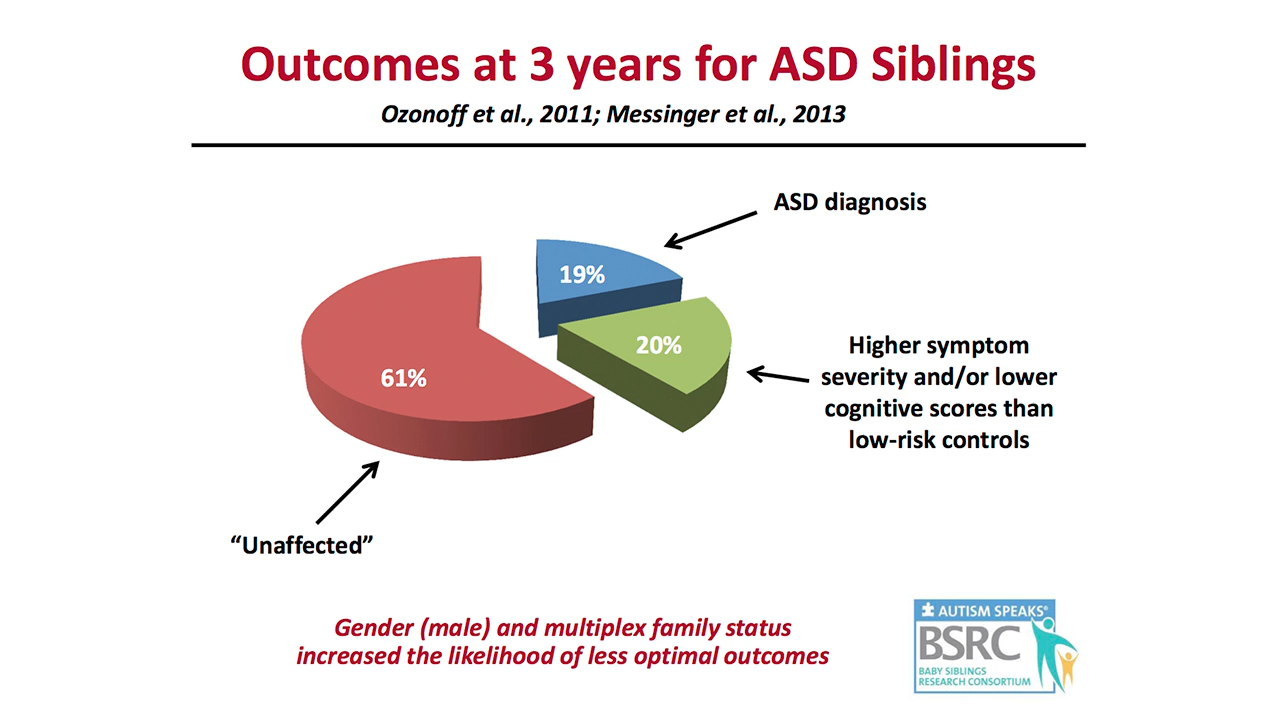 Outcomes at 3 years for ASD Siblings
Ozonoff et al., 2011; Messinger et al., 2013
ASD diagnosis
19%
20%
61%
Higher symptom
severity and/or lower
cognitive scores than
low-risk controls
“Unaffected”
Gender (male) and multiplex family status
increased the likelihood of less optimal outcomes
AUTISM SPEAKS®
BSRC
BABY SIBLINGS
RESEARCH CONSORTIUM